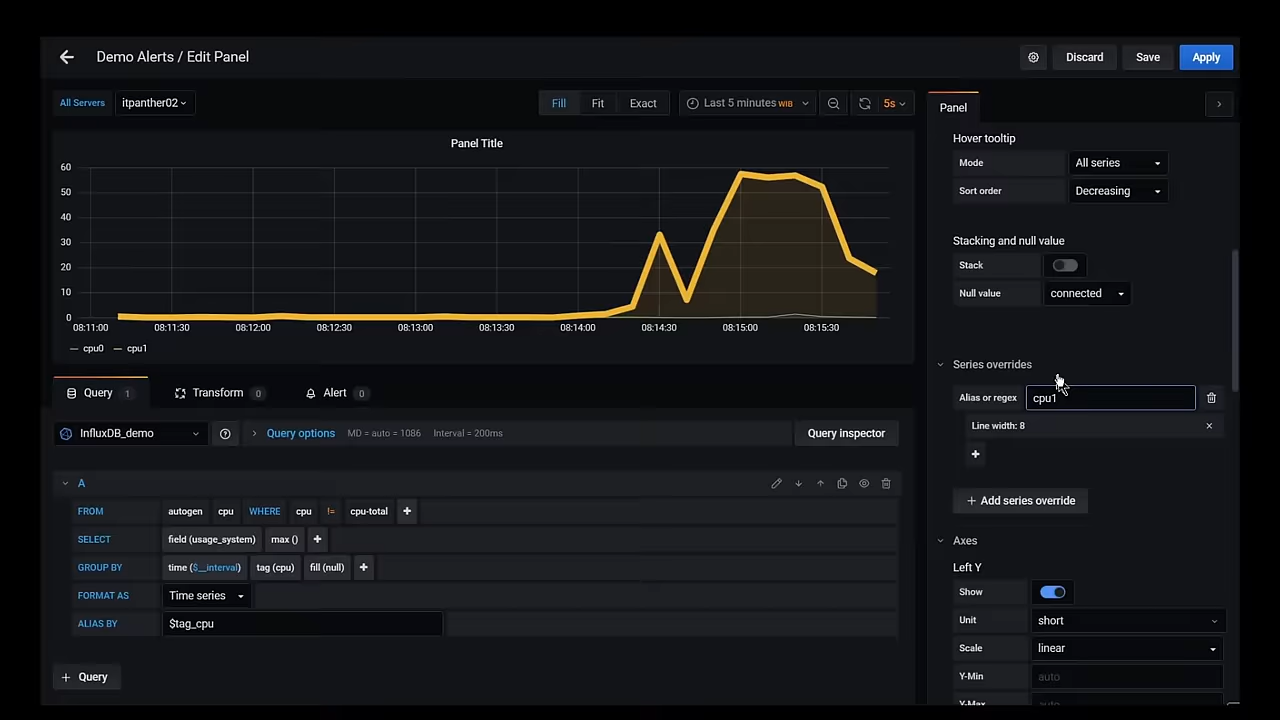 Demo Alerts / Edit Panel
Discard
Save
Apply
All Servers
itpanther02
Fill
Fit
Exact
Last 5 minutes WIB
5s
Panel Title
60
50
40
30
20
10
0
08:11:00
08:11:30
08:12:00
08:12:30
08:13:00
08:13:30
08:14:00
08:14:30
08:15:00
08:15:30
cpu0
cpu1
Query 1
Transform 0
Alert 0
InfluxDB_demo
Query options
MD = auto = 1086
Interval = 200ms
Query inspector
A
FROM autogen cpu WHERE cpu != cpu-total +
SELECT field (usage_system) max () +
GROUP BY time ($__interval) tag (cpu) fill (null) +
FORMAT AS Time series
ALIAS BY $tag_cpu
+ Query
Panel
Hover tooltip
Mode All series
Sort order Decreasing
Stacking and null value
Stack
Null value connected
Series overrides
Alias or regex cpu1
Line width: 8 ×
+
+ Add series override
Axes
Left Y
Show
Unit short
Scale linear
Y-Min auto
Y-Max auto